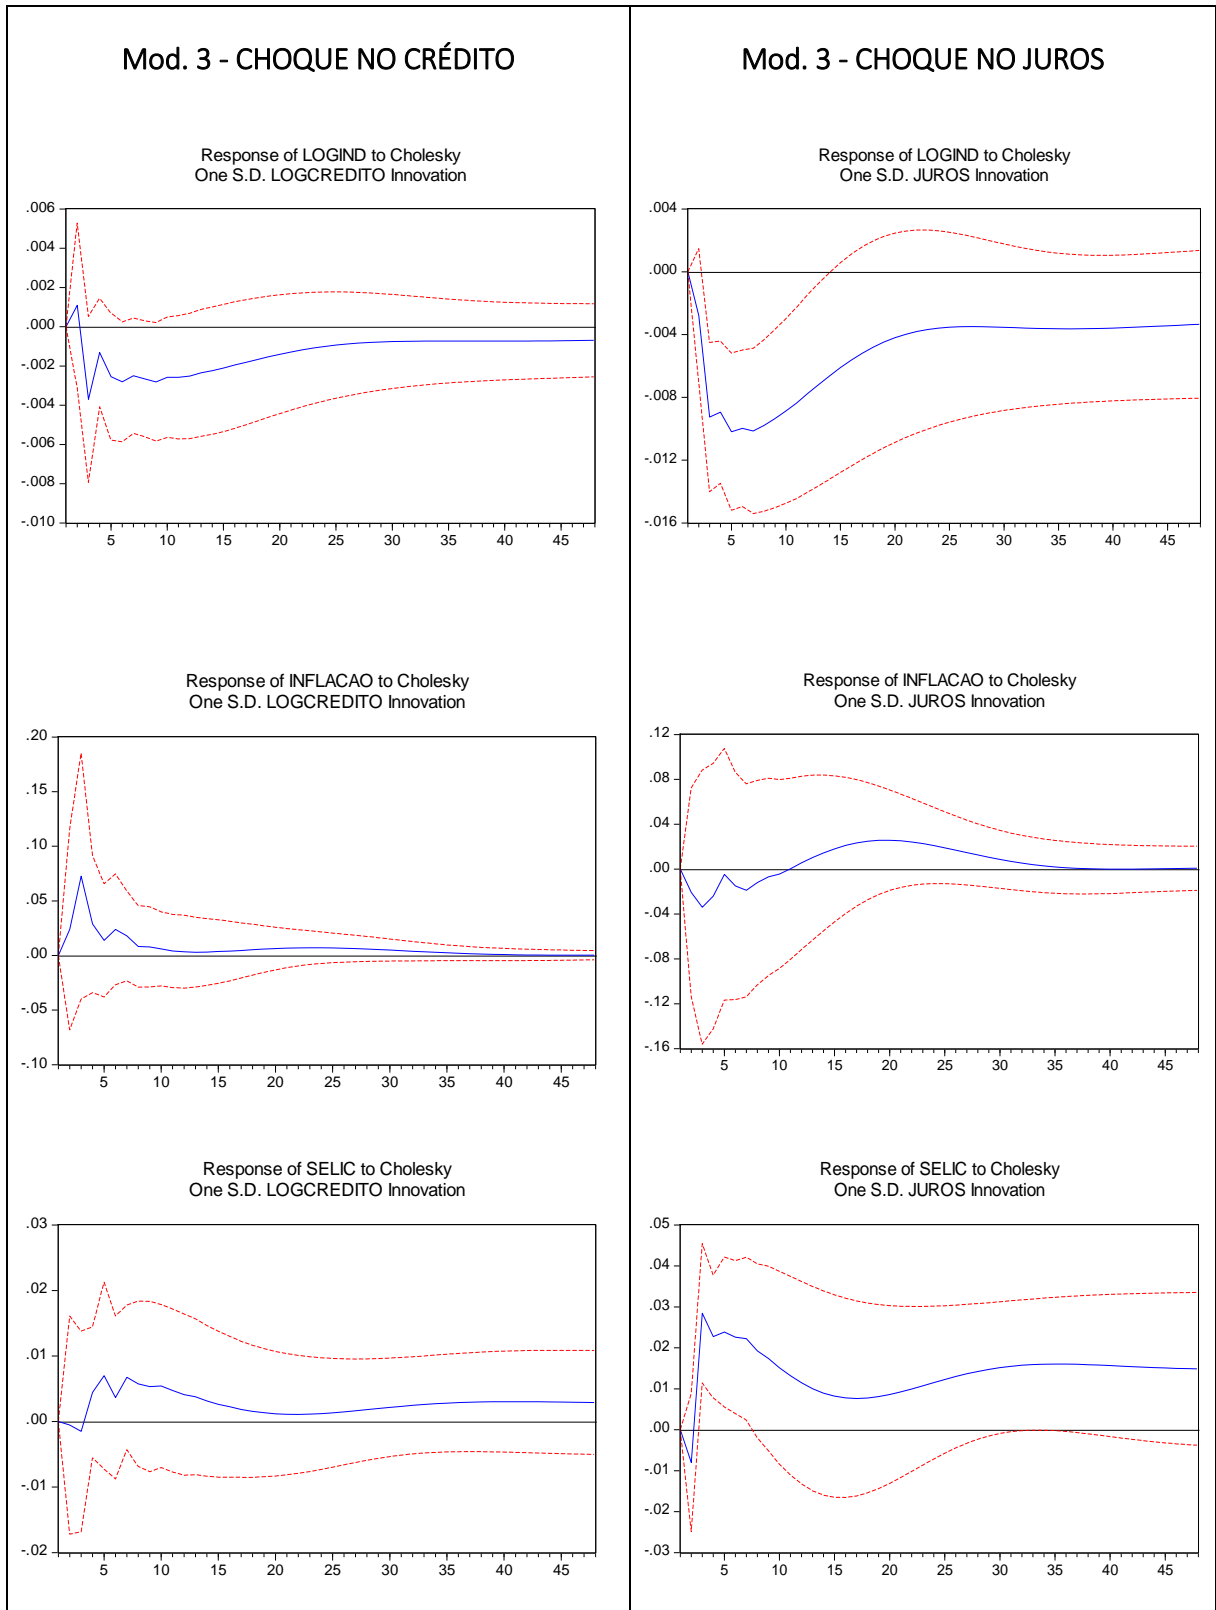 Mod. 3 - CHOQUE NO CRÉDITO
Response of LOGIND to Cholesky
One S.D. LOGCREDITO Innovation
.006
.004
.002
.000
-.002
-.004
-.006
-.008
-.010
5 10 15 20 25 30 35 40 45
Response of INFLACAO to Cholesky
One S.D. LOGCREDITO Innovation
.20
.15
.10
.05
.00
-.05
-.10
5 10 15 20 25 30 35 40 45
Response of SELIC to Cholesky
One S.D. LOGCREDITO Innovation
.03
.02
.01
.00
-.01
-.02
5 10 15 20 25 30 35 40 45
Mod. 3 - CHOQUE NO JUROS
Response of LOGIND to Cholesky
One S.D. JUROS Innovation
.004
.000
-.004
-.008
-.012
-.016
5 10 15 20 25 30 35 40 45
Response of INFLACAO to Cholesky
One S.D. JUROS Innovation
.12
.08
.04
.00
-.04
-.08
-.12
-.16
5 10 15 20 25 30 35 40 45
Response of SELIC to Cholesky
One S.D. JUROS Innovation
.05
.04
.03
.02
.01
.00
-.01
-.02
-.03
5 10 15 20 25 30 35 40 45